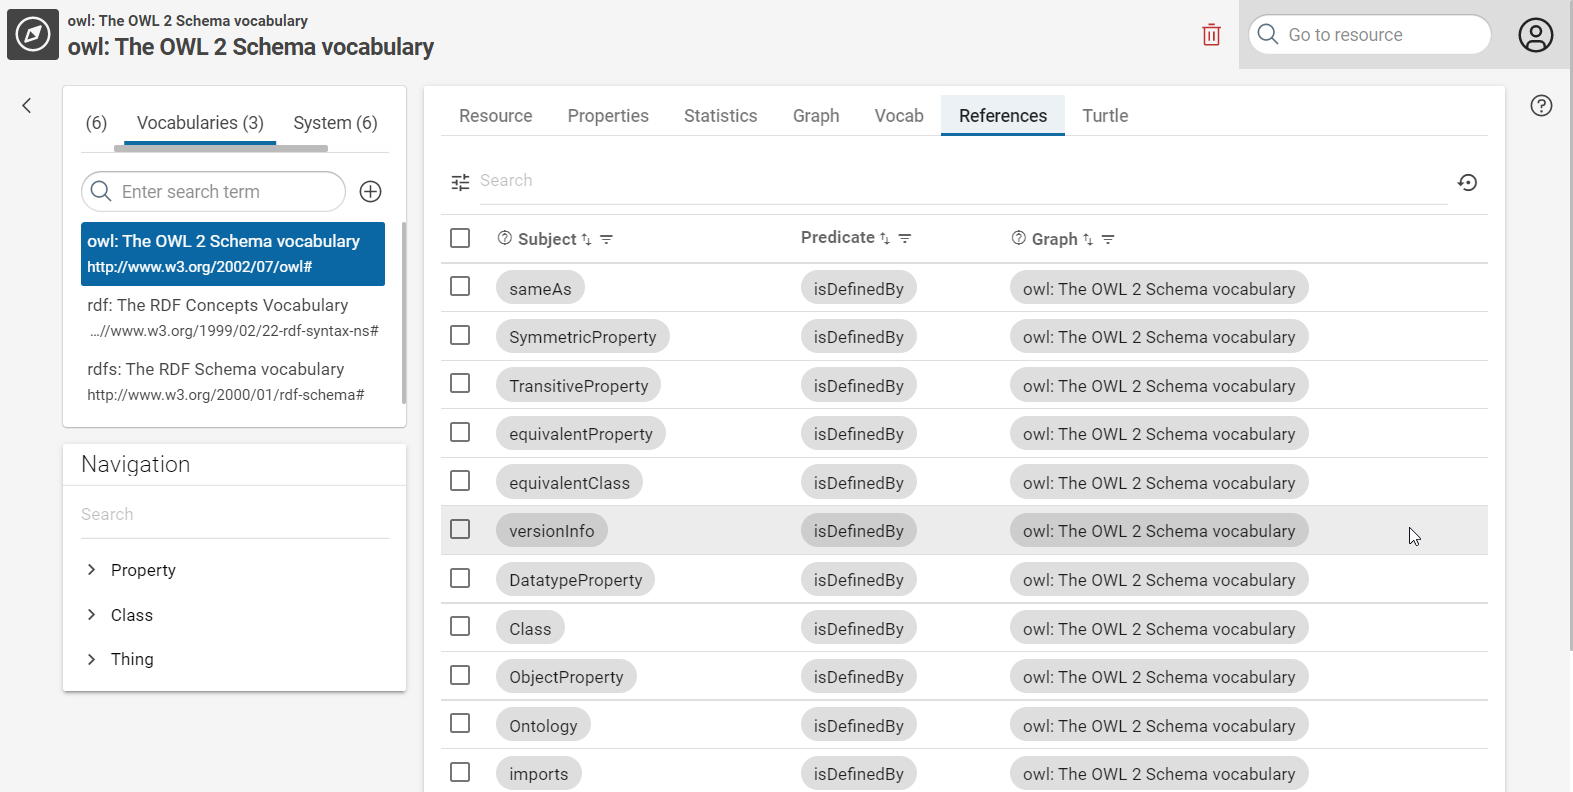 owl: The OWL 2 Schema vocabulary
owl: The OWL 2 Schema vocabulary
Go to resource
(6) Vocabularies (3) System (6)
Enter search term
owl: The OWL 2 Schema vocabulary
http://www.w3.org/2002/07/owl#
rdf: The RDF Concepts Vocabulary
...//www.w3.org/1999/02/22-rdf-syntax-ns#
rdfs: The RDF Schema vocabulary
http://www.w3.org/2000/01/rdf-schema#
Navigation
Search
Property
Class
Thing
Resource Properties Statistics Graph Vocab References Turtle
Search
Subject Predicate Graph
sameAs isDefinedBy owl: The OWL 2 Schema vocabulary
SymmetricProperty isDefinedBy owl: The OWL 2 Schema vocabulary
TransitiveProperty isDefinedBy owl: The OWL 2 Schema vocabulary
equivalentProperty isDefinedBy owl: The OWL 2 Schema vocabulary
equivalentClass isDefinedBy owl: The OWL 2 Schema vocabulary
versionInfo isDefinedBy owl: The OWL 2 Schema vocabulary
DatatypeProperty isDefinedBy owl: The OWL 2 Schema vocabulary
Class isDefinedBy owl: The OWL 2 Schema vocabulary
ObjectProperty isDefinedBy owl: The OWL 2 Schema vocabulary
Ontology isDefinedBy owl: The OWL 2 Schema vocabulary
imports isDefinedBy owl: The OWL 2 Schema vocabulary